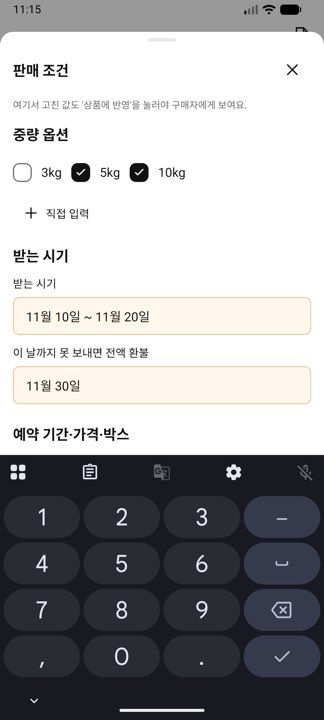 11:15
판매 조건
여기서 고친 값도 '상품에 반영'을 눌러야 구매자에게 보여요.
중량 옵션
3kg 5kg 10kg
직접 입력
받는 시기
받는 시기
11월 10일 ~ 11월 20일
이 날까지 못 보내면 전액 환불
11월 30일
예약 기간·가격·박스
1 2 3 –
4 5 6
7 8 9
, 0 .